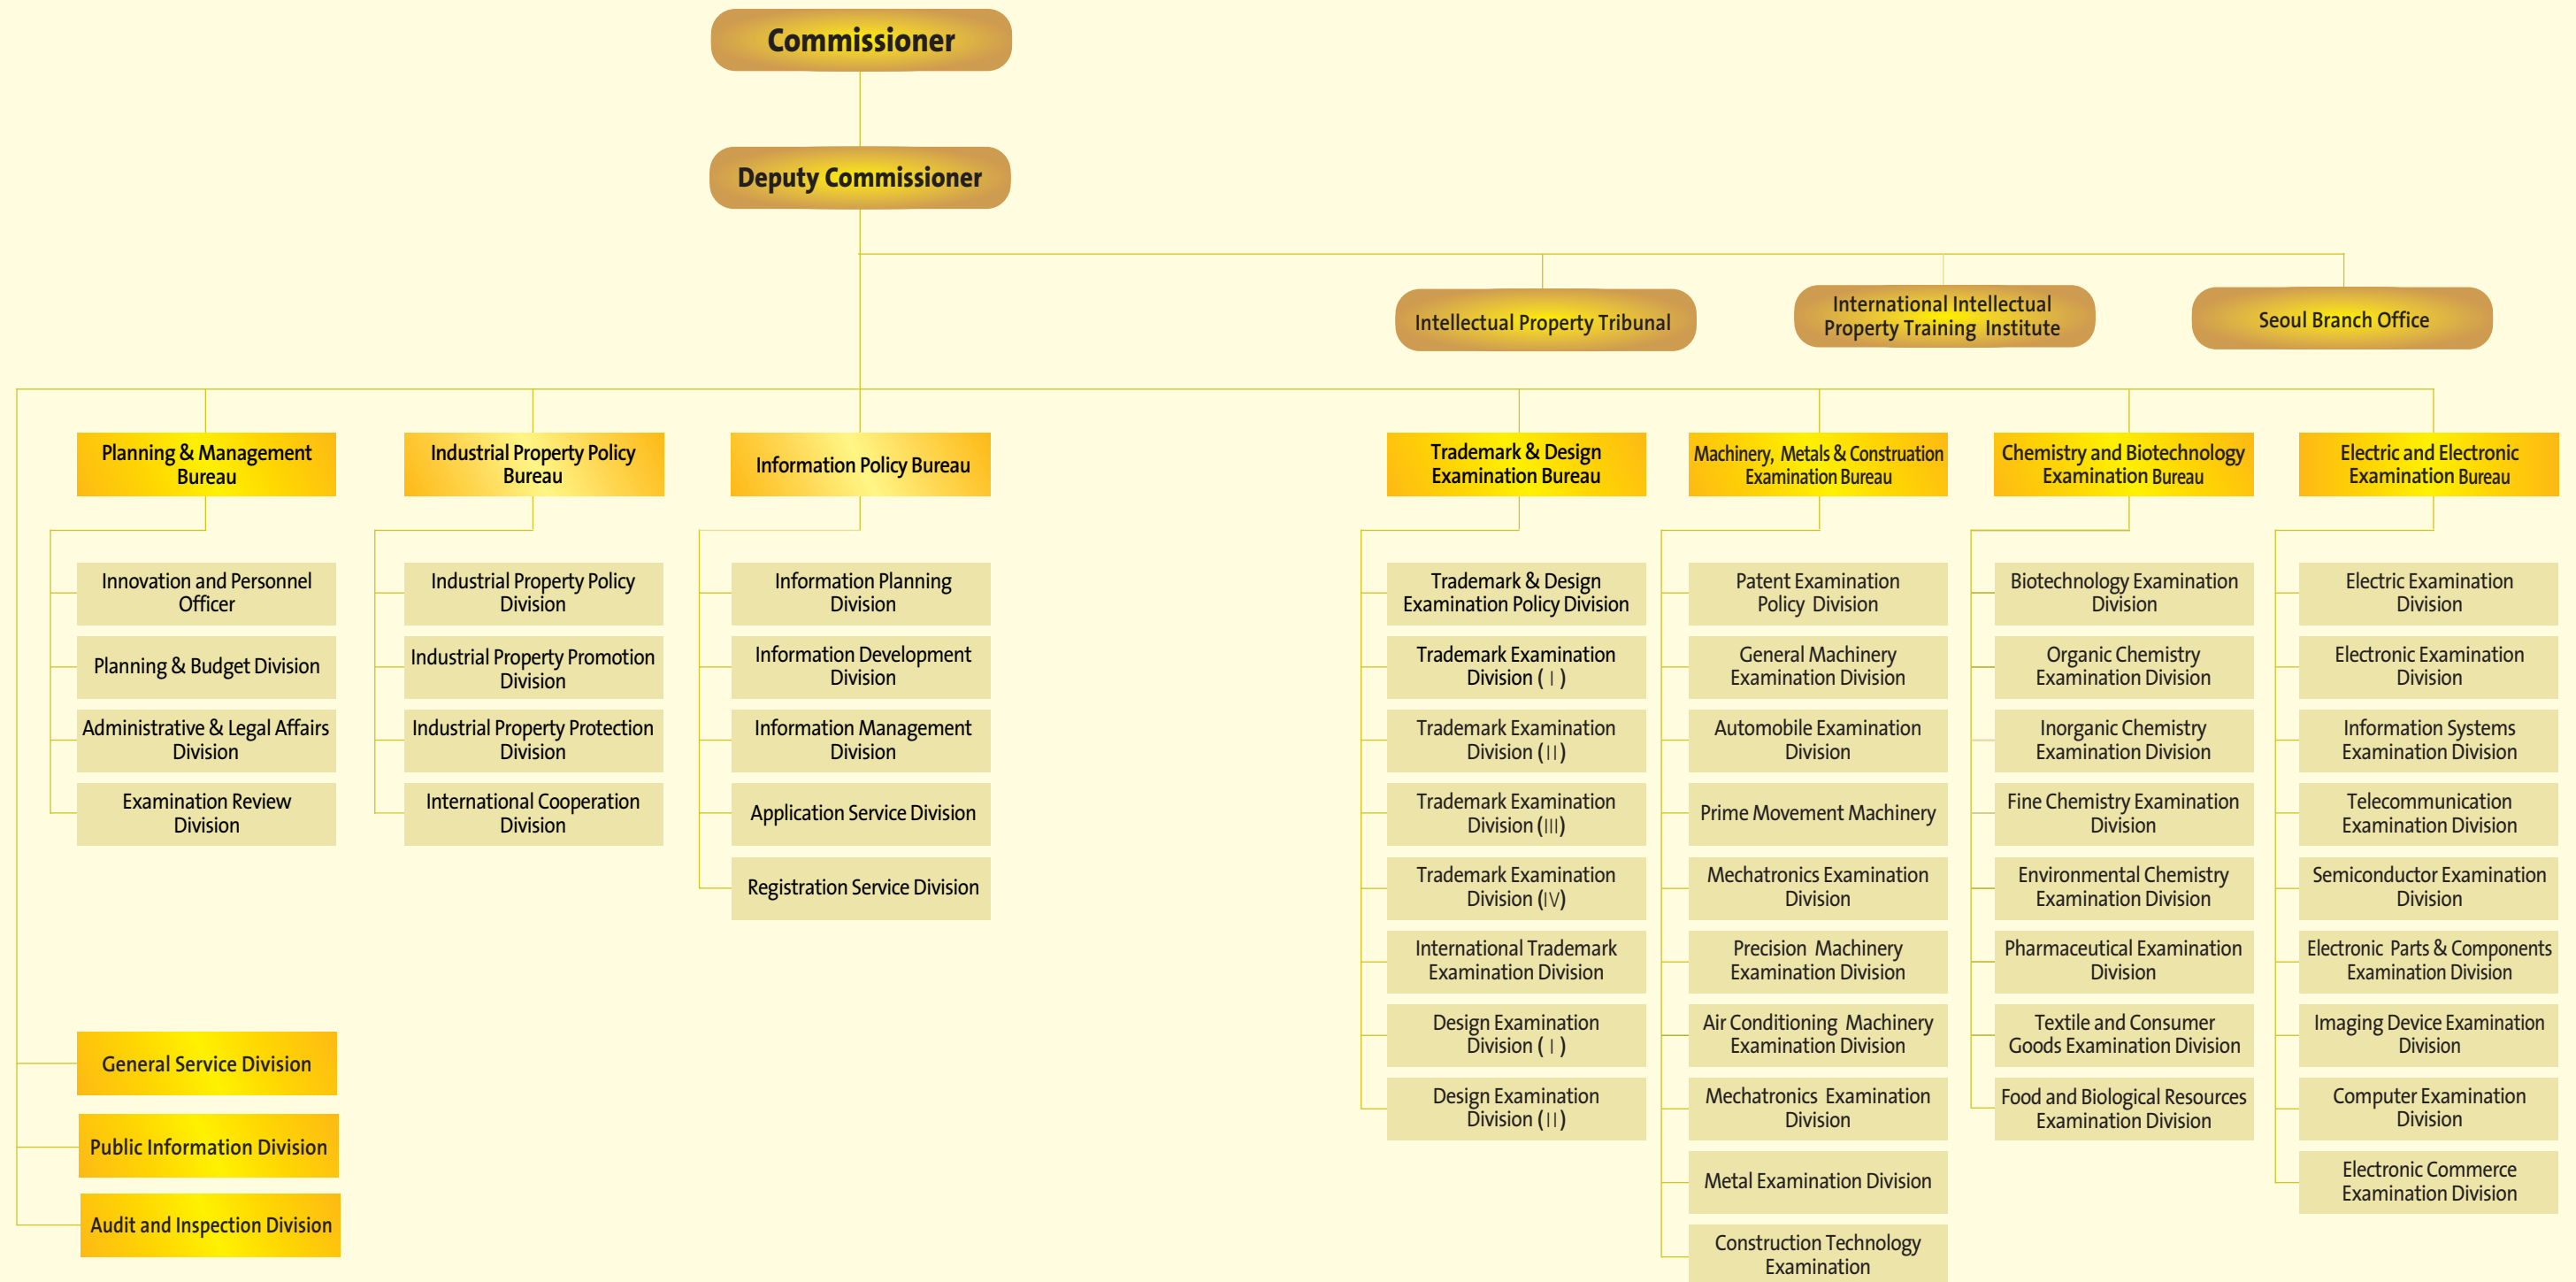 Commissioner
Deputy Commissioner
Intellectual Property Tribunal
International Intellectual
Property Training Institute
Seoul Branch Office
Planning & Management
Bureau
Innovation and Personnel
Officer
Planning & Budget Division
Administrative & Legal Affairs
Division
Examination Review
Division
Industrial Property Policy
Bureau
Industrial Property Policy
Division
Industrial Property Promotion
Division
Industrial Property Protection
Division
International Cooperation
Division
Information Policy Bureau
Information Planning
Division
Information Development
Division
Information Management
Division
Application Service Division
Registration Service Division
Trademark & Design
Examination Bureau
Trademark & Design
Examination Policy Division
Trademark Examination
Division ( I )
Trademark Examination
Division (II)
Trademark Examination
Division (III)
Trademark Examination
Division (IV)
International Trademark
Examination Division
Design Examination
Division ( I )
Design Examination
Division (II)
Machinery, Metals & Construation
Examination Bureau
Patent Examination
Policy Division
General Machinery
Examination Division
Automobile Examination
Division
Prime Movement Machinery
Mechatronics Examination
Division
Precision Machinery
Examination Division
Air Conditioning Machinery
Examination Division
Mechatronics Examination
Division
Metal Examination Division
Construction Technology
Examination
Chemistry and Biotechnology
Examination Bureau
Biotechnology Examination
Division
Organic Chemistry
Examination Division
Inorganic Chemistry
Examination Division
Fine Chemistry Examination
Division
Environmental Chemistry
Examination Division
Pharmaceutical Examination
Division
Textile and Consumer
Goods Examination Division
Food and Biological Resources
Examination Division
Electric and Electronic
Examination Bureau
Electric Examination
Division
Electronic Examination
Division
Information Systems
Examination Division
Telecommunication
Examination Division
Semiconductor Examination
Division
Electronic Parts & Components
Examination Division
Imaging Device Examination
Division
Computer Examination
Division
Electronic Commerce
Examination Division
General Service Division
Public Information Division
Audit and Inspection Division